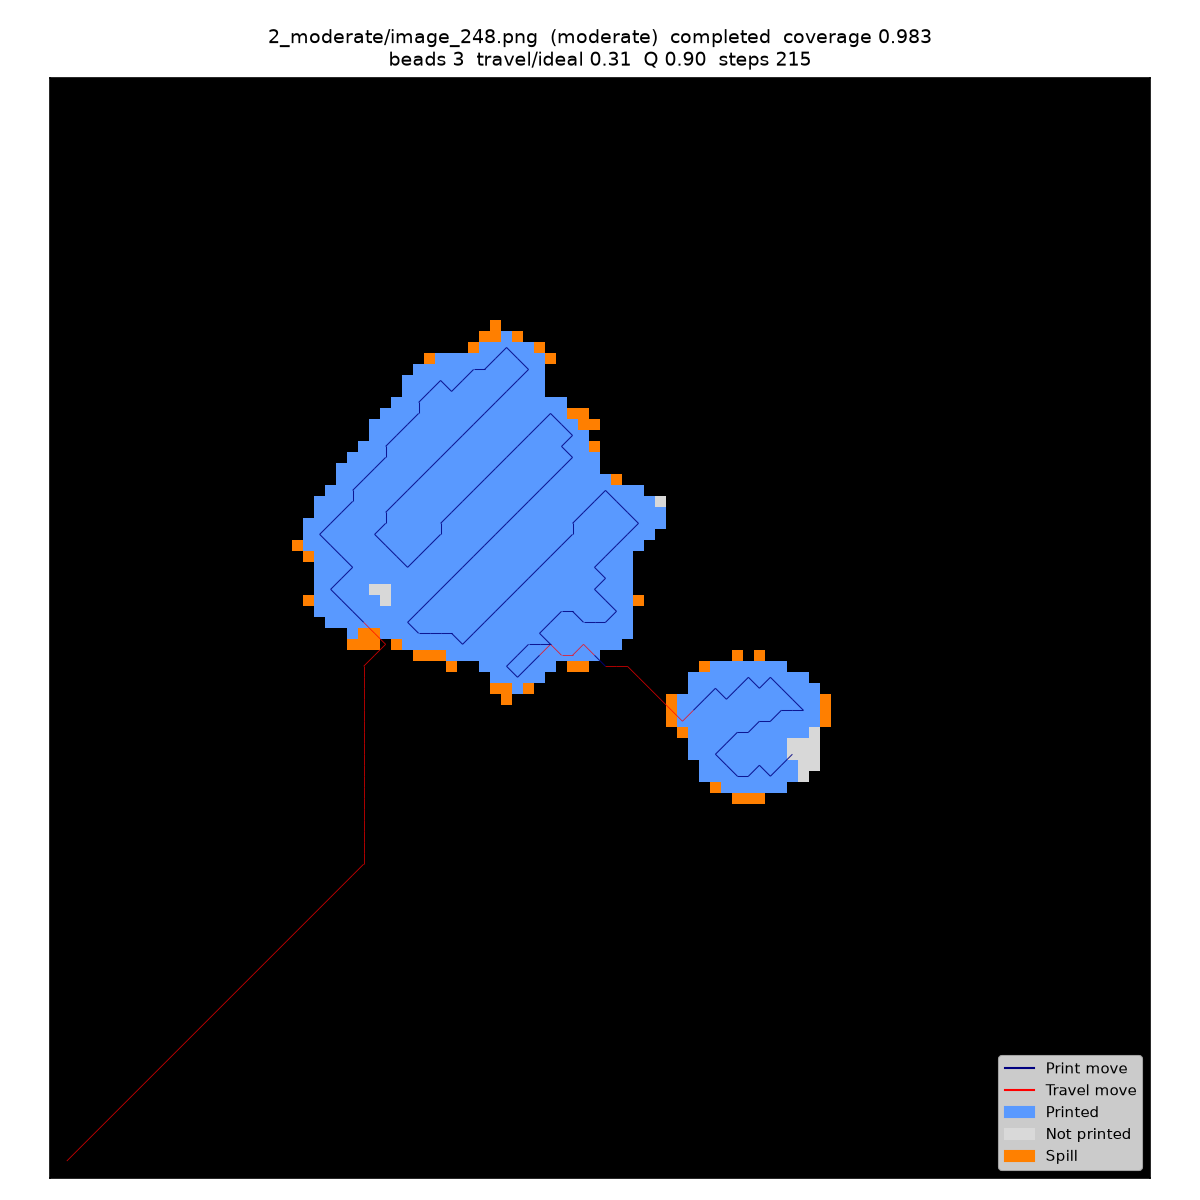 2_moderate/image_248.png  (moderate)  completed  coverage 0.983
beads 3  travel/ideal 0.31  Q 0.90  steps 215
Print move
Travel move
Printed
Not printed
Spill